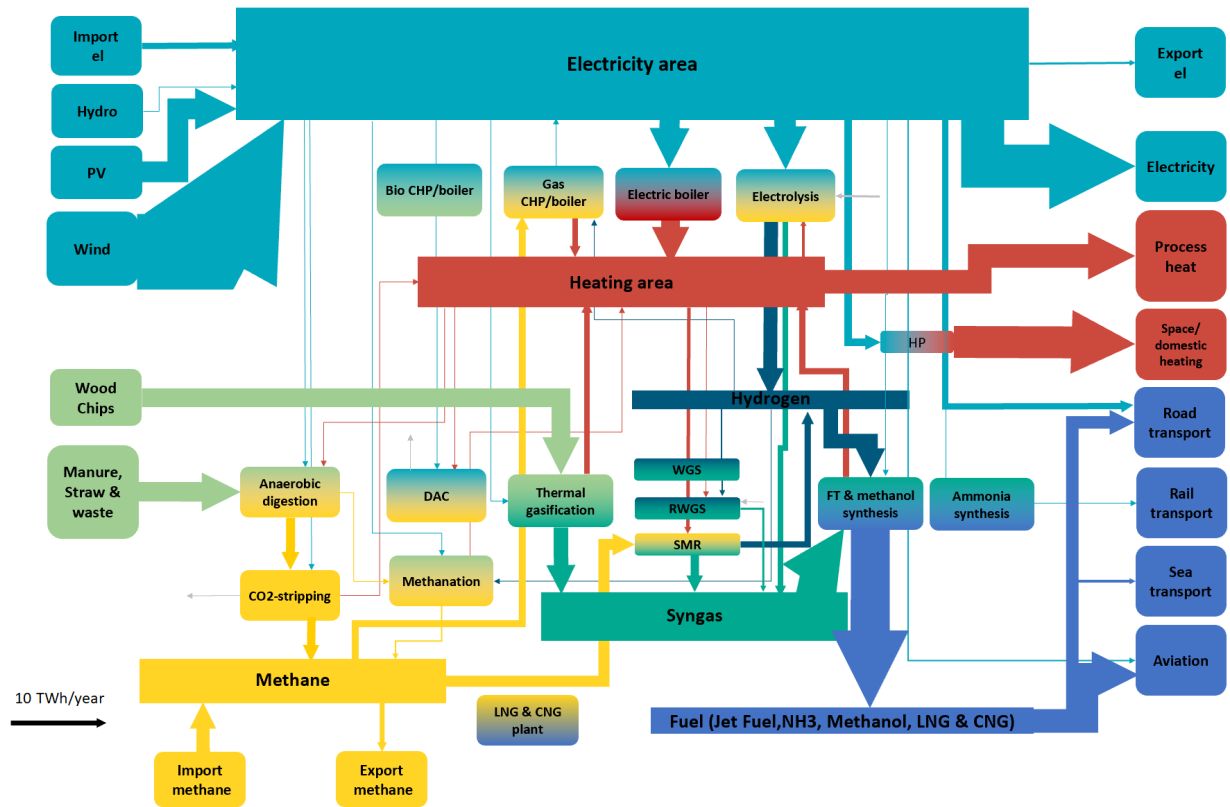 Import
el
Electricity area
Export
el
Hydro
PV
Electricity
Bio CHP/boiler
Gas
CHP/boiler
Electric boiler
Electrolysis
Wind
Process
heat
Heating area
HP
Space/
domestic
heating
Wood
Chips
Hydrogen
Road
transport
Manure,
Straw &
waste
Anaerobic
digestion
DAC
Thermal
gasification
WGS
RWGS
SMR
FT & methanol
synthesis
Ammonia
synthesis
Rail
transport
CO2-stripping
Methanation
Syngas
Sea
transport
Methane
Aviation
10 TWh/year
LNG & CNG
plant
Fuel (Jet Fuel,NH3, Methanol, LNG & CNG)
Import
methane
Export
methane